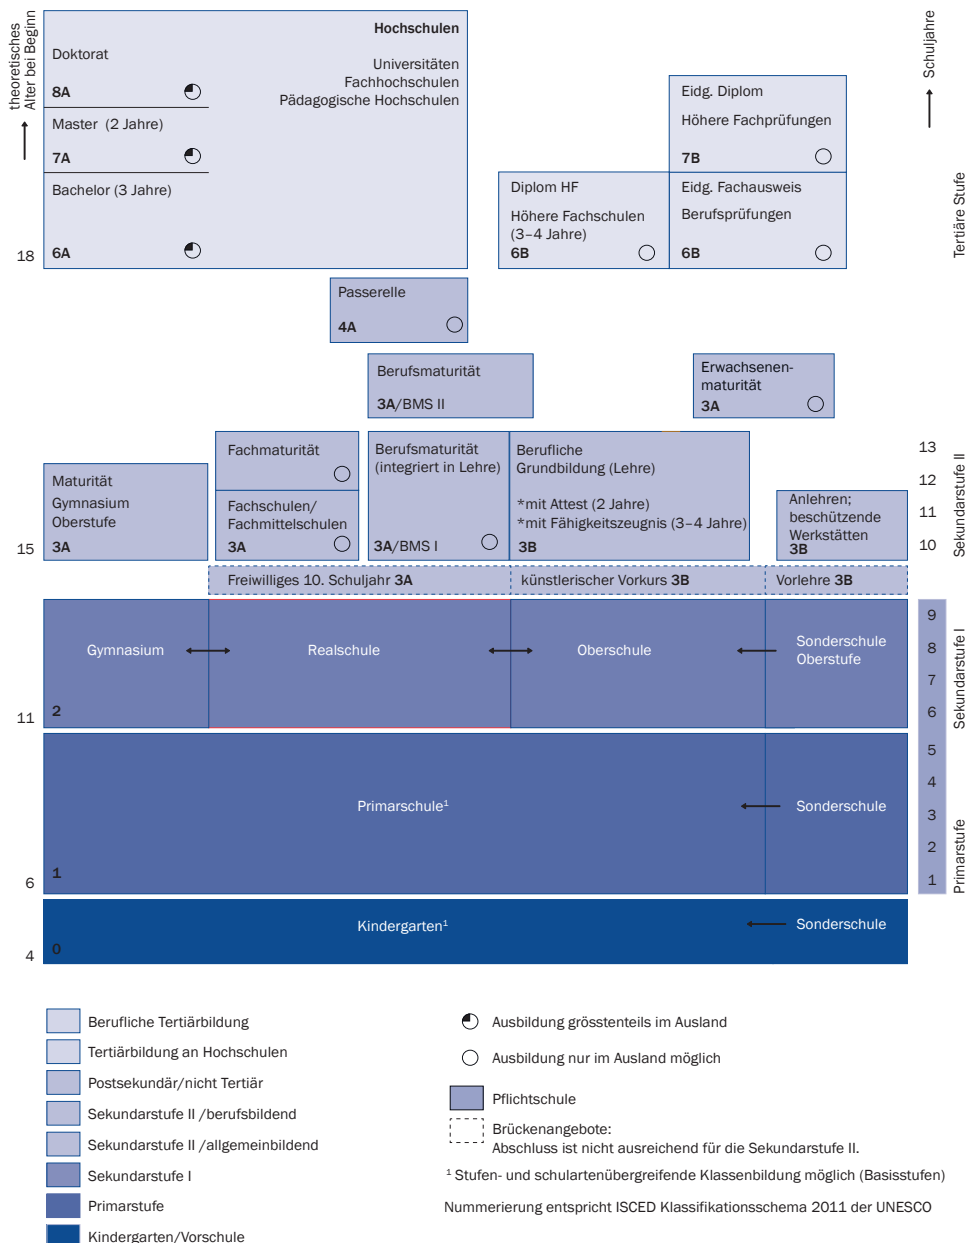 theoretisches
Alter bei Beginn
Schuljahre
Hochschulen
Universitäten
Fachhochschulen
Pädagogische Hochschulen
Doktorat
8A
Master (2 Jahre)
7A
Bachelor (3 Jahre)
6A
18
Eidg. Diplom
Höhere Fachprüfungen
7B
Diplom HF
Höhere Fachschulen
(3–4 Jahre)
6B
Eidg. Fachausweis
Berufsprüfungen
6B
Tertiäre Stufe
Passerelle
4A
Berufsmaturität
3A/BMS II
Erwachsenen-
maturität
3A
Maturität
Gymnasium
Oberstufe
3A
Fachmaturität
Fachschulen/
Fachmittelschulen
3A
Berufsmaturität
(integriert in Lehre)
3A/BMS I
Berufliche
Grundbildung (Lehre)
*mit Attest (2 Jahre)
*mit Fähigkeitszeugnis (3–4 Jahre)
3B
Anlehren;
beschützende
Werkstätten
3B
13
12
11
10
Sekundarstufe II
15
Freiwilliges 10. Schuljahr 3A
künstlerischer Vorkurs 3B
Vorlehre 3B
Gymnasium
Realschule
Oberschule
Sonderschule
Oberstufe
2
11
9
8
7
6
Sekundarstufe I
Primarschule¹
Sonderschule
1
6
5
4
3
2
1
Primarstufe
Kindergarten¹
Sonderschule
0
4
Berufliche Tertiärbildung
Tertiärbildung an Hochschulen
Postsekundär/nicht Tertiär
Sekundarstufe II /berufsbildend
Sekundarstufe II /allgemeinbildend
Sekundarstufe I
Primarstufe
Kindergarten/Vorschule
Ausbildung grösstenteils im Ausland
Ausbildung nur im Ausland möglich
Pflichtschule
Brückenangebote:
Abschluss ist nicht ausreichend für die Sekundarstufe II.
¹ Stufen- und schulartenübergreifende Klassenbildung möglich (Basisstufen)
Nummerierung entspricht ISCED Klassifikationsschema 2011 der UNESCO